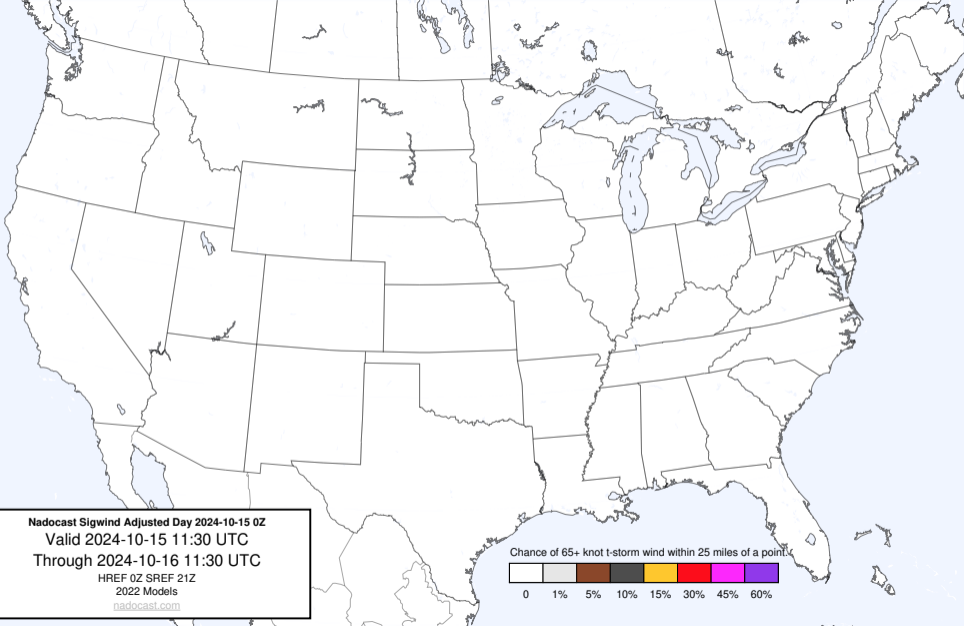 Nadocast Sigwind Adjusted Day 2024-10-15 0Z
Valid 2024-10-15 11:30 UTC
Through 2024-10-16 11:30 UTC
HREF 0Z SREF 21Z
2022 Models
nadocast.com
Chance of 65+ knot t-storm wind within 25 miles of a point.
0 1% 5% 10% 15% 30% 45% 60%